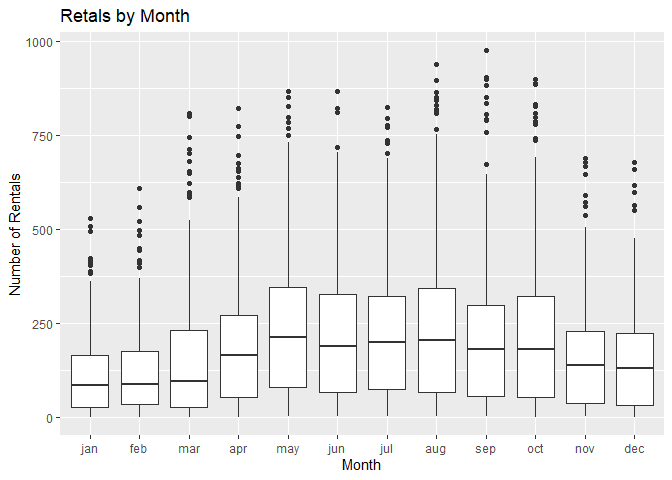 Retals by Month
1000
750
500
250
0
Number of Rentals
jan feb mar apr may jun jul aug sep oct nov dec
Month